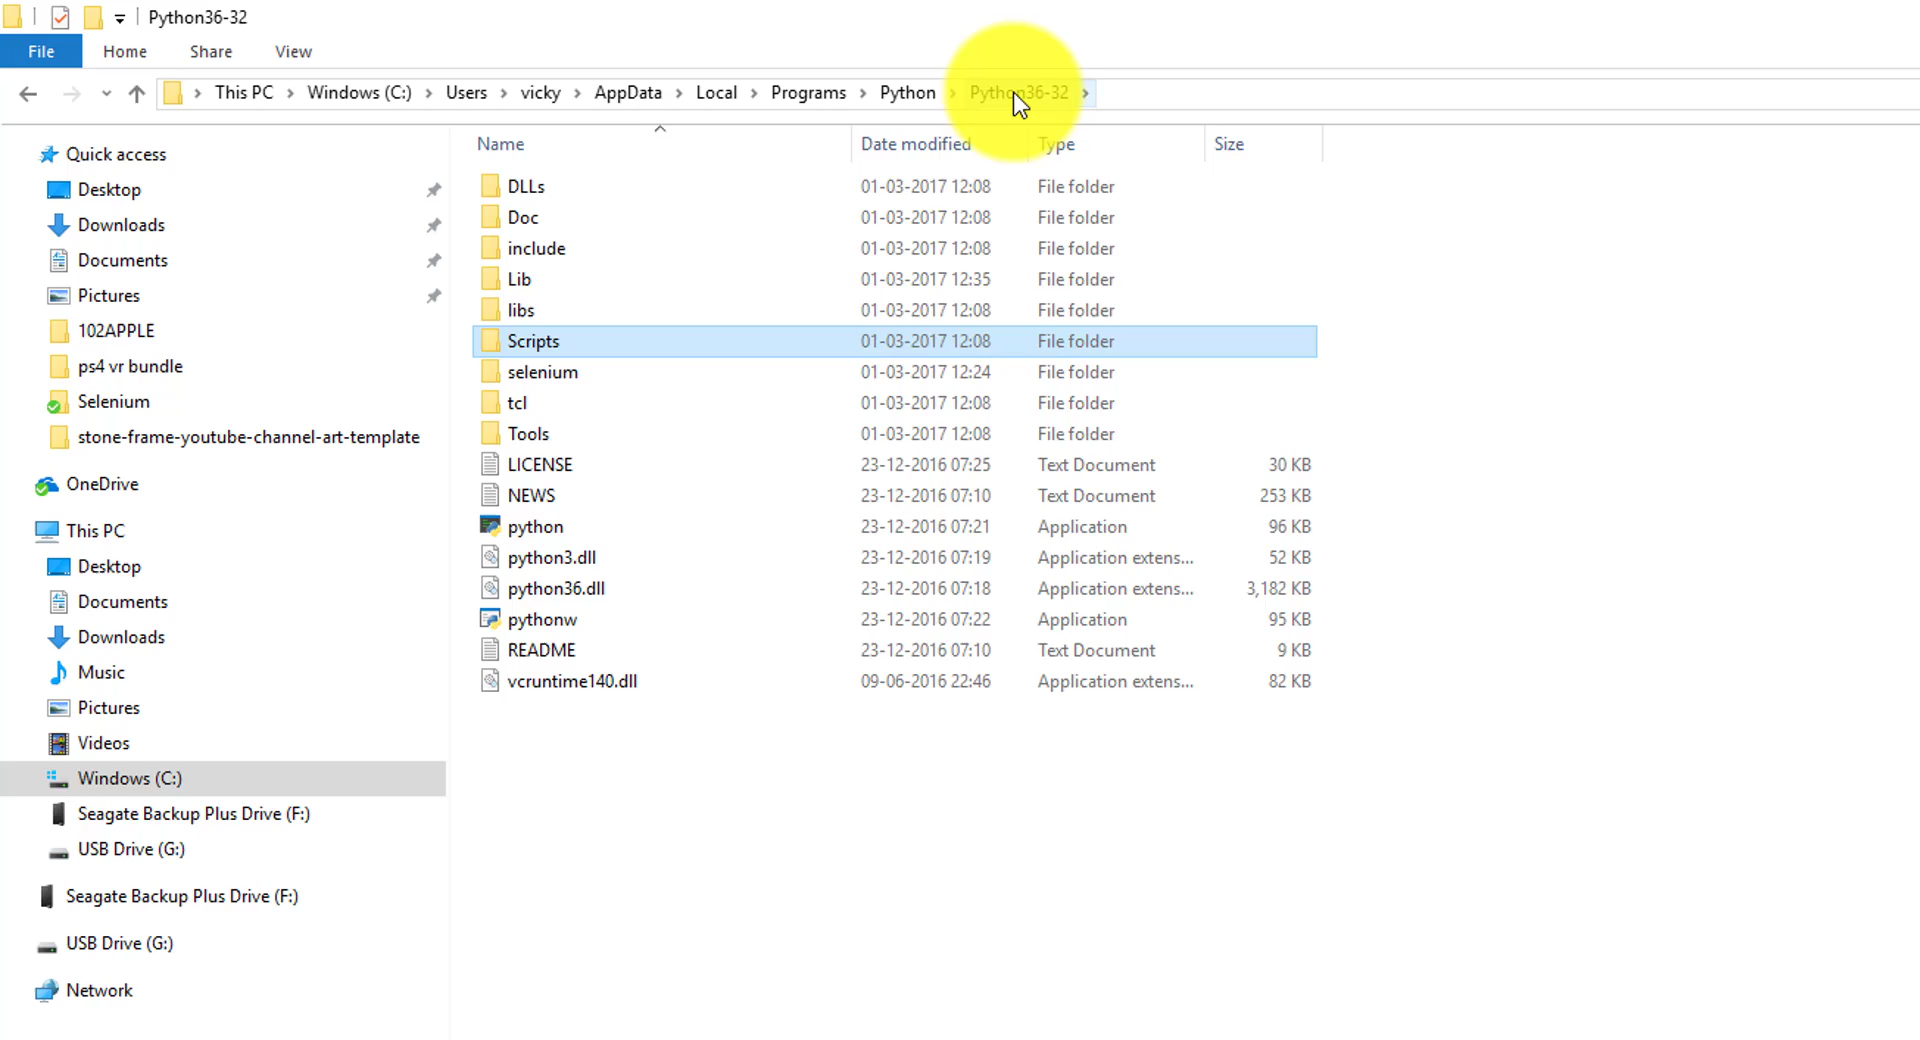 Python36-32
File Home Share View
This PC Windows (C:) Users vicky AppData Local Programs Python Python36-32
Name Date modified Type Size
Quick access
Desktop
Downloads
Documents
Pictures
102APPLE
ps4 vr bundle
Selenium
stone-frame-youtube-channel-art-template
OneDrive
This PC
Desktop
Documents
Downloads
Music
Pictures
Videos
Windows (C:)
Seagate Backup Plus Drive (F:)
USB Drive (G:)
Seagate Backup Plus Drive (F:)
USB Drive (G:)
Network
DLLs 01-03-2017 12:08 File folder
Doc 01-03-2017 12:08 File folder
include 01-03-2017 12:08 File folder
Lib 01-03-2017 12:35 File folder
libs 01-03-2017 12:08 File folder
Scripts 01-03-2017 12:08 File folder
selenium 01-03-2017 12:24 File folder
tcl 01-03-2017 12:08 File folder
Tools 01-03-2017 12:08 File folder
LICENSE 23-12-2016 07:25 Text Document 30 KB
NEWS 23-12-2016 07:10 Text Document 253 KB
python 23-12-2016 07:21 Application 96 KB
python3.dll 23-12-2016 07:19 Application extens... 52 KB
python36.dll 23-12-2016 07:18 Application extens... 3,182 KB
pythonw 23-12-2016 07:22 Application 95 KB
README 23-12-2016 07:10 Text Document 9 KB
vcruntime140.dll 09-06-2016 22:46 Application extens... 82 KB